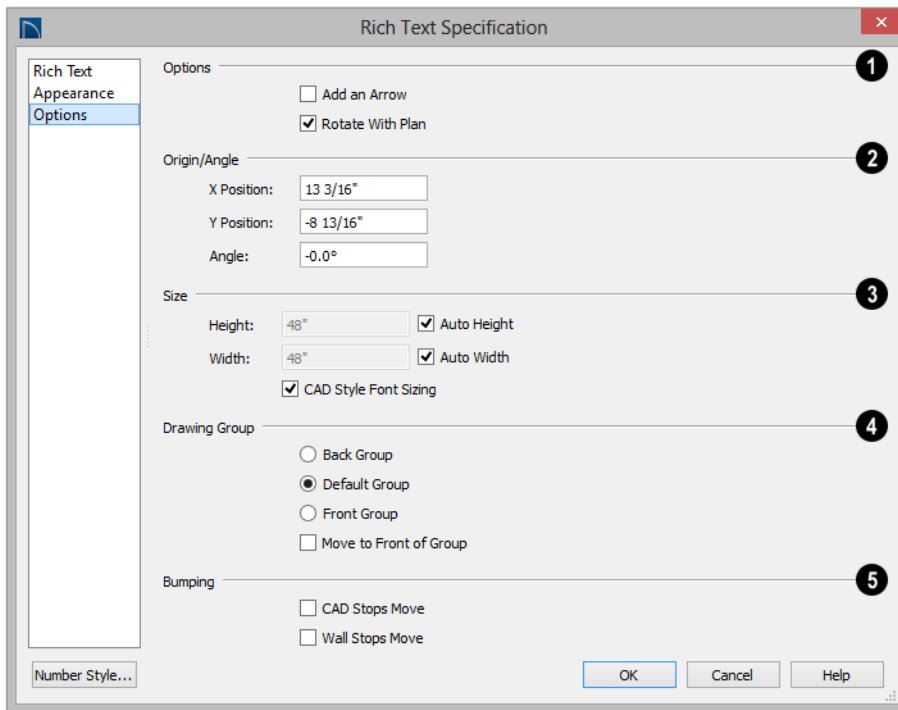 Rich Text Specification
Rich Text
Appearance
Options
Options
1
Add an Arrow
Rotate With Plan
Origin/Angle
2
X Position: 13 3/16"
Y Position: -8 13/16"
Angle: -0.0°
Size
3
Height: 48" Auto Height
Width: 48" Auto Width
CAD Style Font Sizing
Drawing Group
4
Back Group
Default Group
Front Group
Move to Front of Group
Bumping
5
CAD Stops Move
Wall Stops Move
Number Style... OK Cancel Help